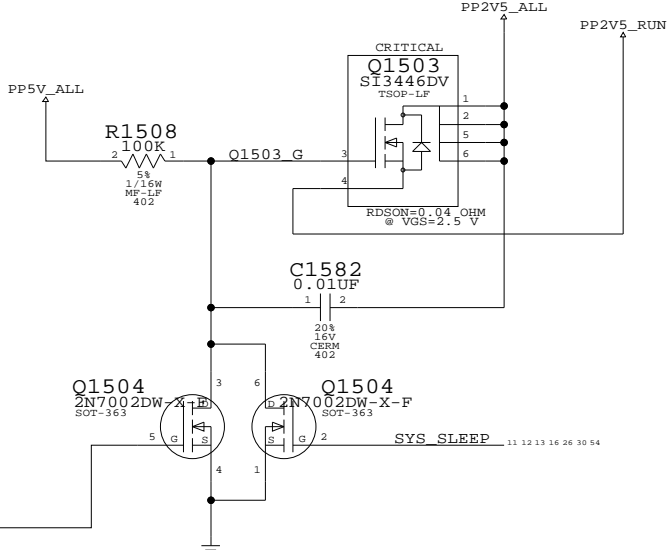 PP2V5_ALL
PP2V5_RUN
CRITICAL
Q1503
SI3446DV
TSOP-LF
PP5V_ALL
R1508
100K
2 1
5%
1/16W
MF-LF
402
Q1503_G
3
4
1
2
5
6
RDSON=0.04 OHM
@ VGS=2.5 V
C1582
0.01UF
1 2
20%
16V
CERM
402
Q1504
2N7002DW-X-F
SOT-363
3
D
5
G
S
4
Q1504
2N7002DW-X-F
SOT-363
6
D
S
G
2
1
SYS_SLEEP
11 12 13 16 26 30 54